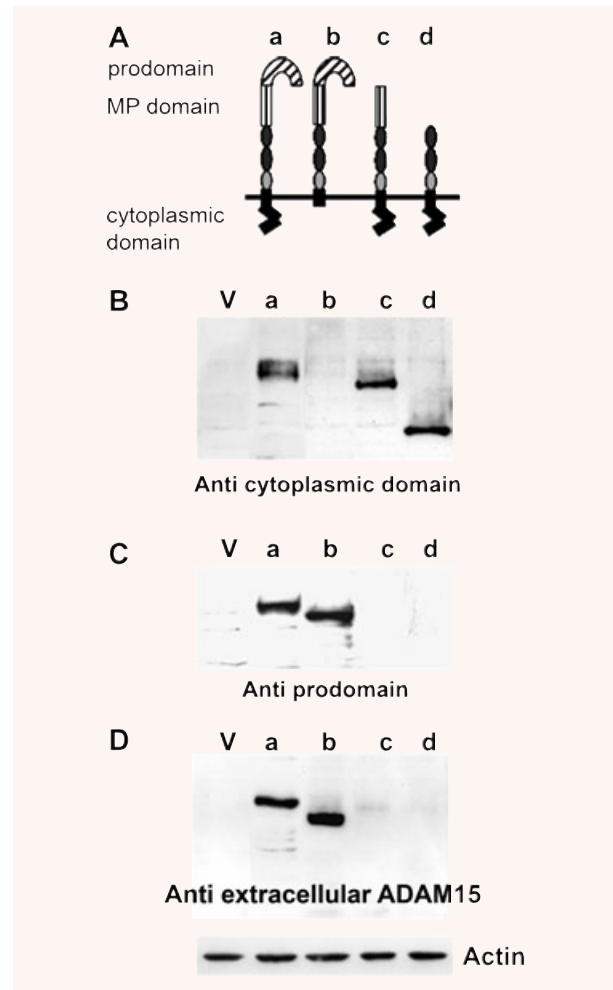 A a b c d
prodomain
MP domain
cytoplasmic
domain
B V a b c d
Anti cytoplasmic domain
C V a b c d
Anti prodomain
D V a b c d
Anti extracellular ADAM15
Actin